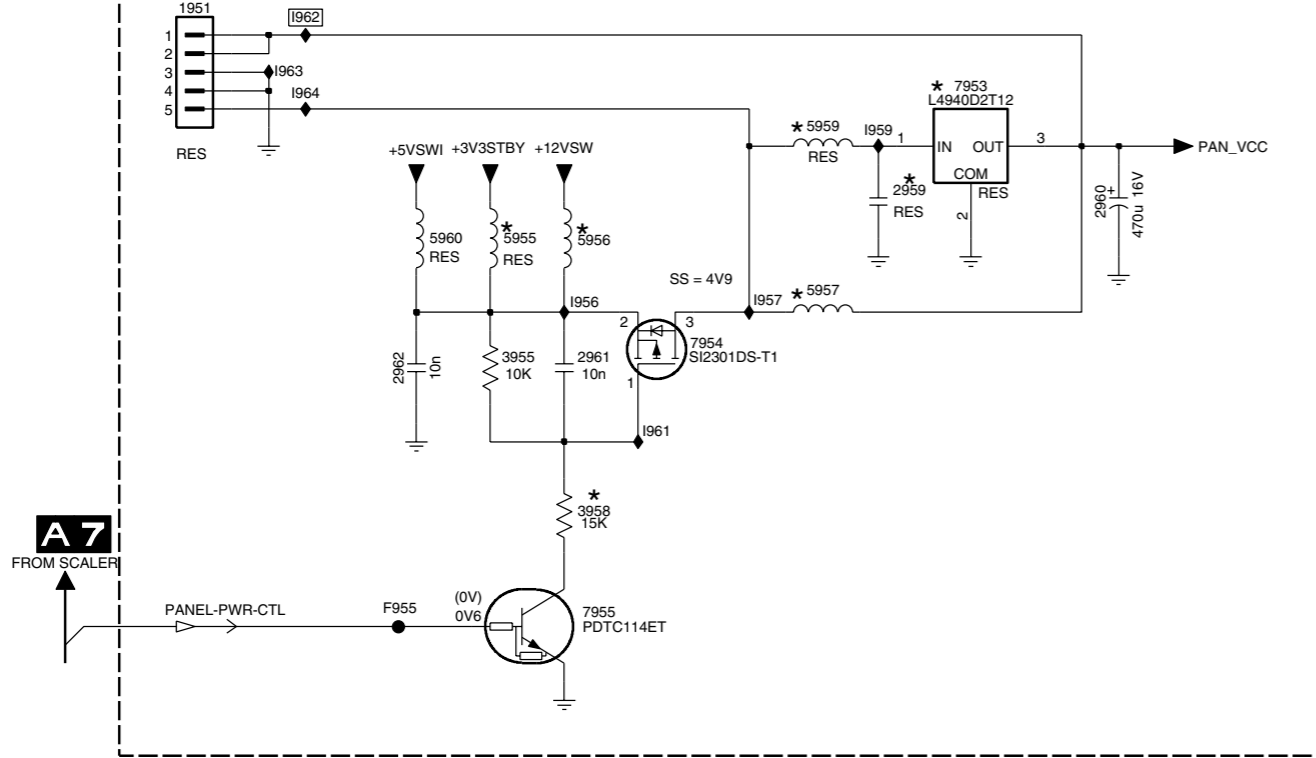 1951
I962
1
2
3
4
5
I963
I964
RES
* 7953
L4940D2T12
* 5959
RES
I959
1
IN
OUT
3
COM
RES
2
*
2959
RES
PAN_VCC
2960
+
470u 16V
+5VSWI
+3V3STBY
+12VSW
5960
RES
*
5955
RES
*
5956
SS = 4V9
I956
2
3
I957
* 5957
7954
SI2301DS-T1
1
2962
10n
3955
10K
2961
10n
I961
*
3958
15K
A 7
FROM SCALER
PANEL-PWR-CTL
F955
(0V)
0V6
7955
PDTC114ET